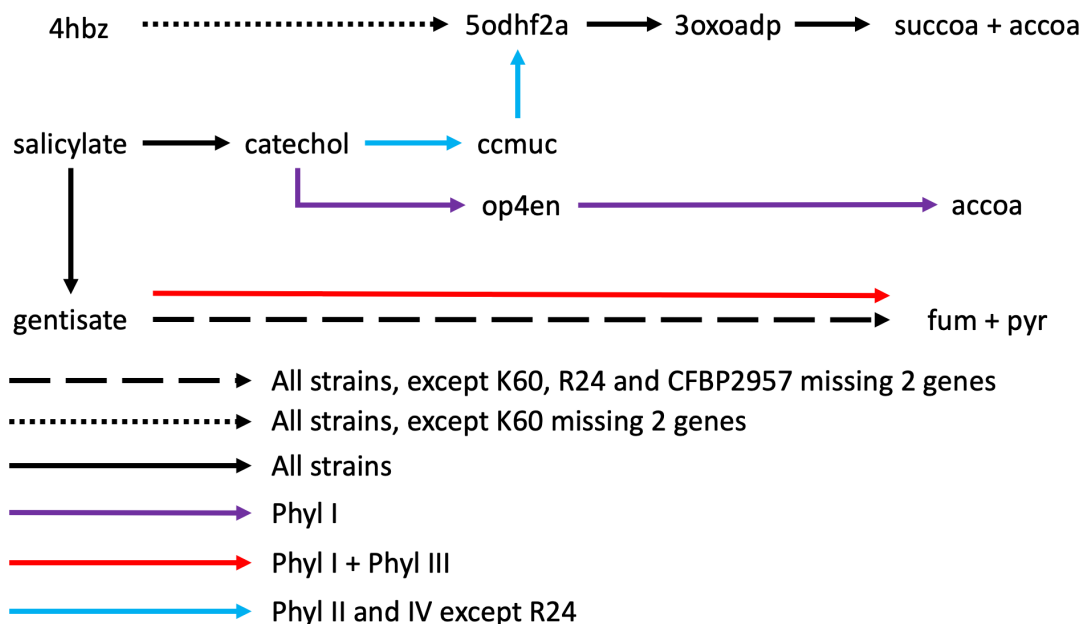 4hbz 5odhf2a 3oxoadp succoa + accoa
salicylate catechol ccmuc
op4en accoa
gentisate fum + pyr
All strains, except K60, R24 and CFBP2957 missing 2 genes
All strains, except K60 missing 2 genes
All strains
Phyl I
Phyl I + Phyl III
Phyl II and IV except R24